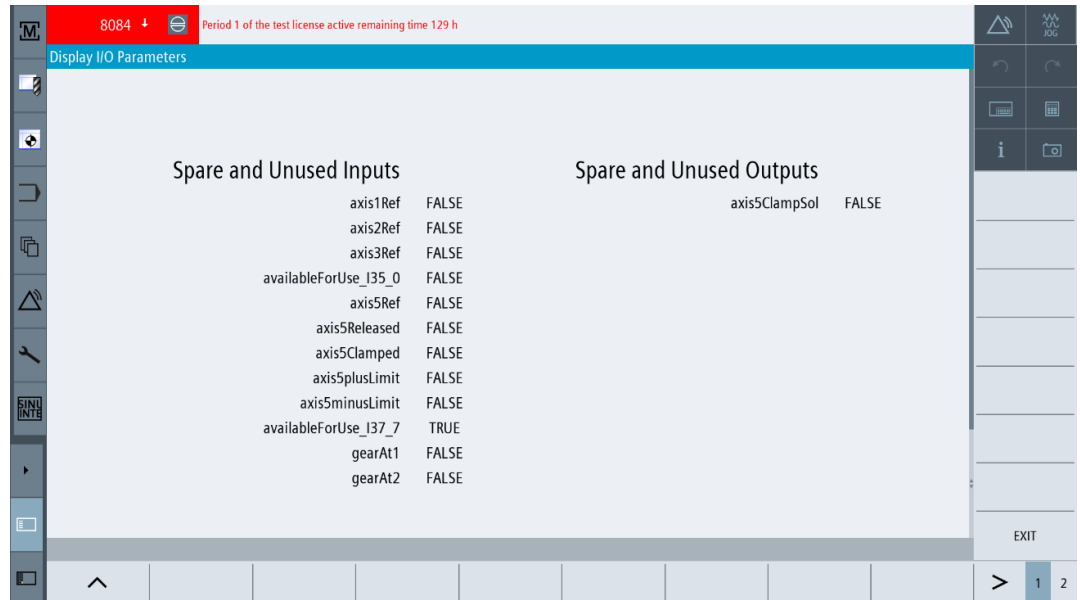 M
8084 Period 1 of the test license active remaining time 129 h
JOG
Display I/O Parameters
i
Spare and Unused Inputs
axis1Ref FALSE
axis2Ref FALSE
axis3Ref FALSE
availableForUse_I35_0 FALSE
axis5Ref FALSE
axis5Released FALSE
axis5Clamped FALSE
axis5plusLimit FALSE
axis5minusLimit FALSE
availableForUse_I37_7 TRUE
gearAt1 FALSE
gearAt2 FALSE
Spare and Unused Outputs
axis5ClampSol FALSE
SINU
INTE
EXIT
> 1 2